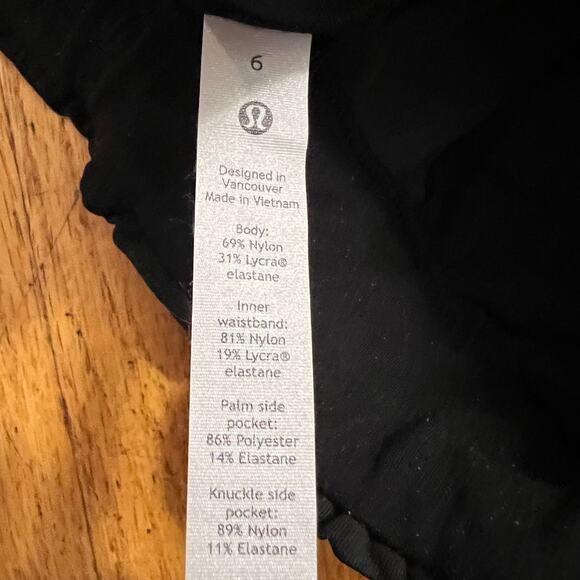 6
Designed in
Vancouver
Made in Vietnam
Body:
69% Nylon
31% Lycra®
elastane
Inner
waistband:
81% Nylon
19% Lycra®
elastane
Palm side
pocket:
86% Polyester
14% Elastane
Knuckle side
pocket:
89% Nylon
11% Elastane